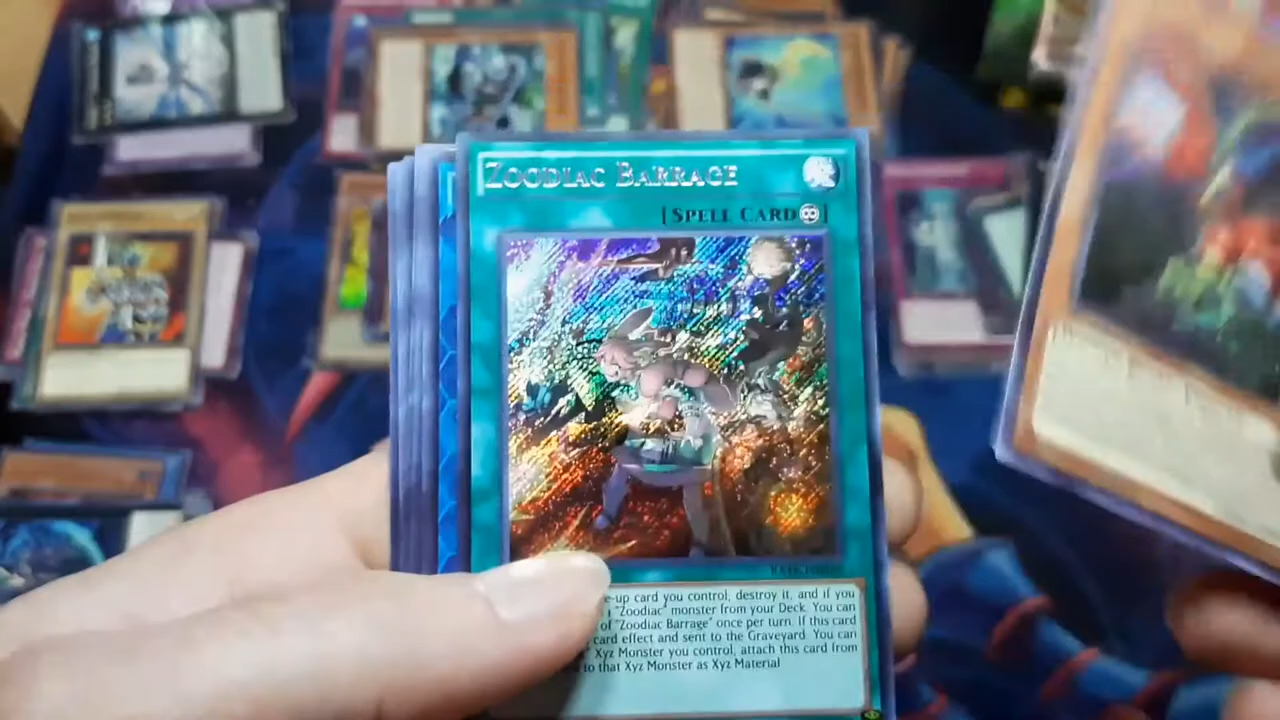 Zoodiac Barrage
[Spell Card]
e-up card you control, destroy it, and if you
"Zoodiac" monster from your Deck. You can
of "Zoodiac Barrage" once per turn. If this card
card effect and sent to the Graveyard. You can
Xyz Monster you control, attach this card from
to that Xyz Monster as Xyz Material